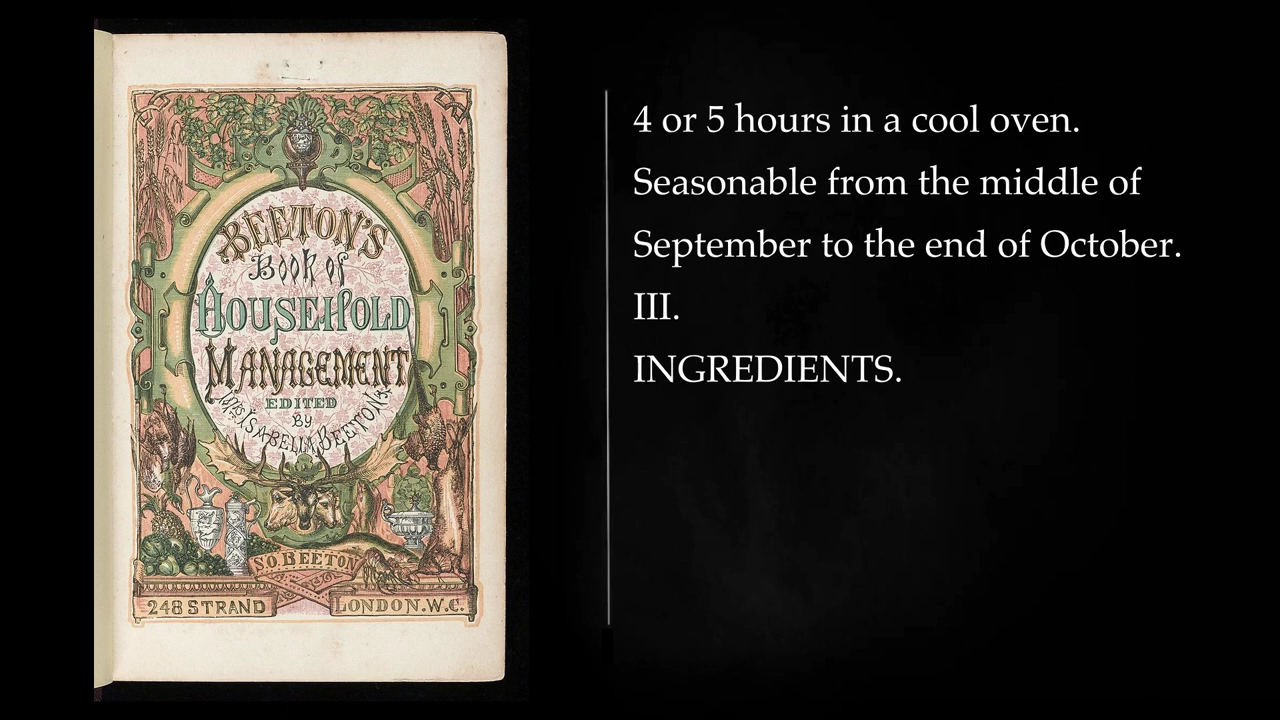 BEETON'S
Book of
HOUSEHOLD
MANAGEMENT
EDITED
By
MRS ISABELLA BEETON
S.O. BEETON
248 STRAND
LONDON. W.C.
4 or 5 hours in a cool oven.
Seasonable from the middle of
September to the end of October.
III.
INGREDIENTS.